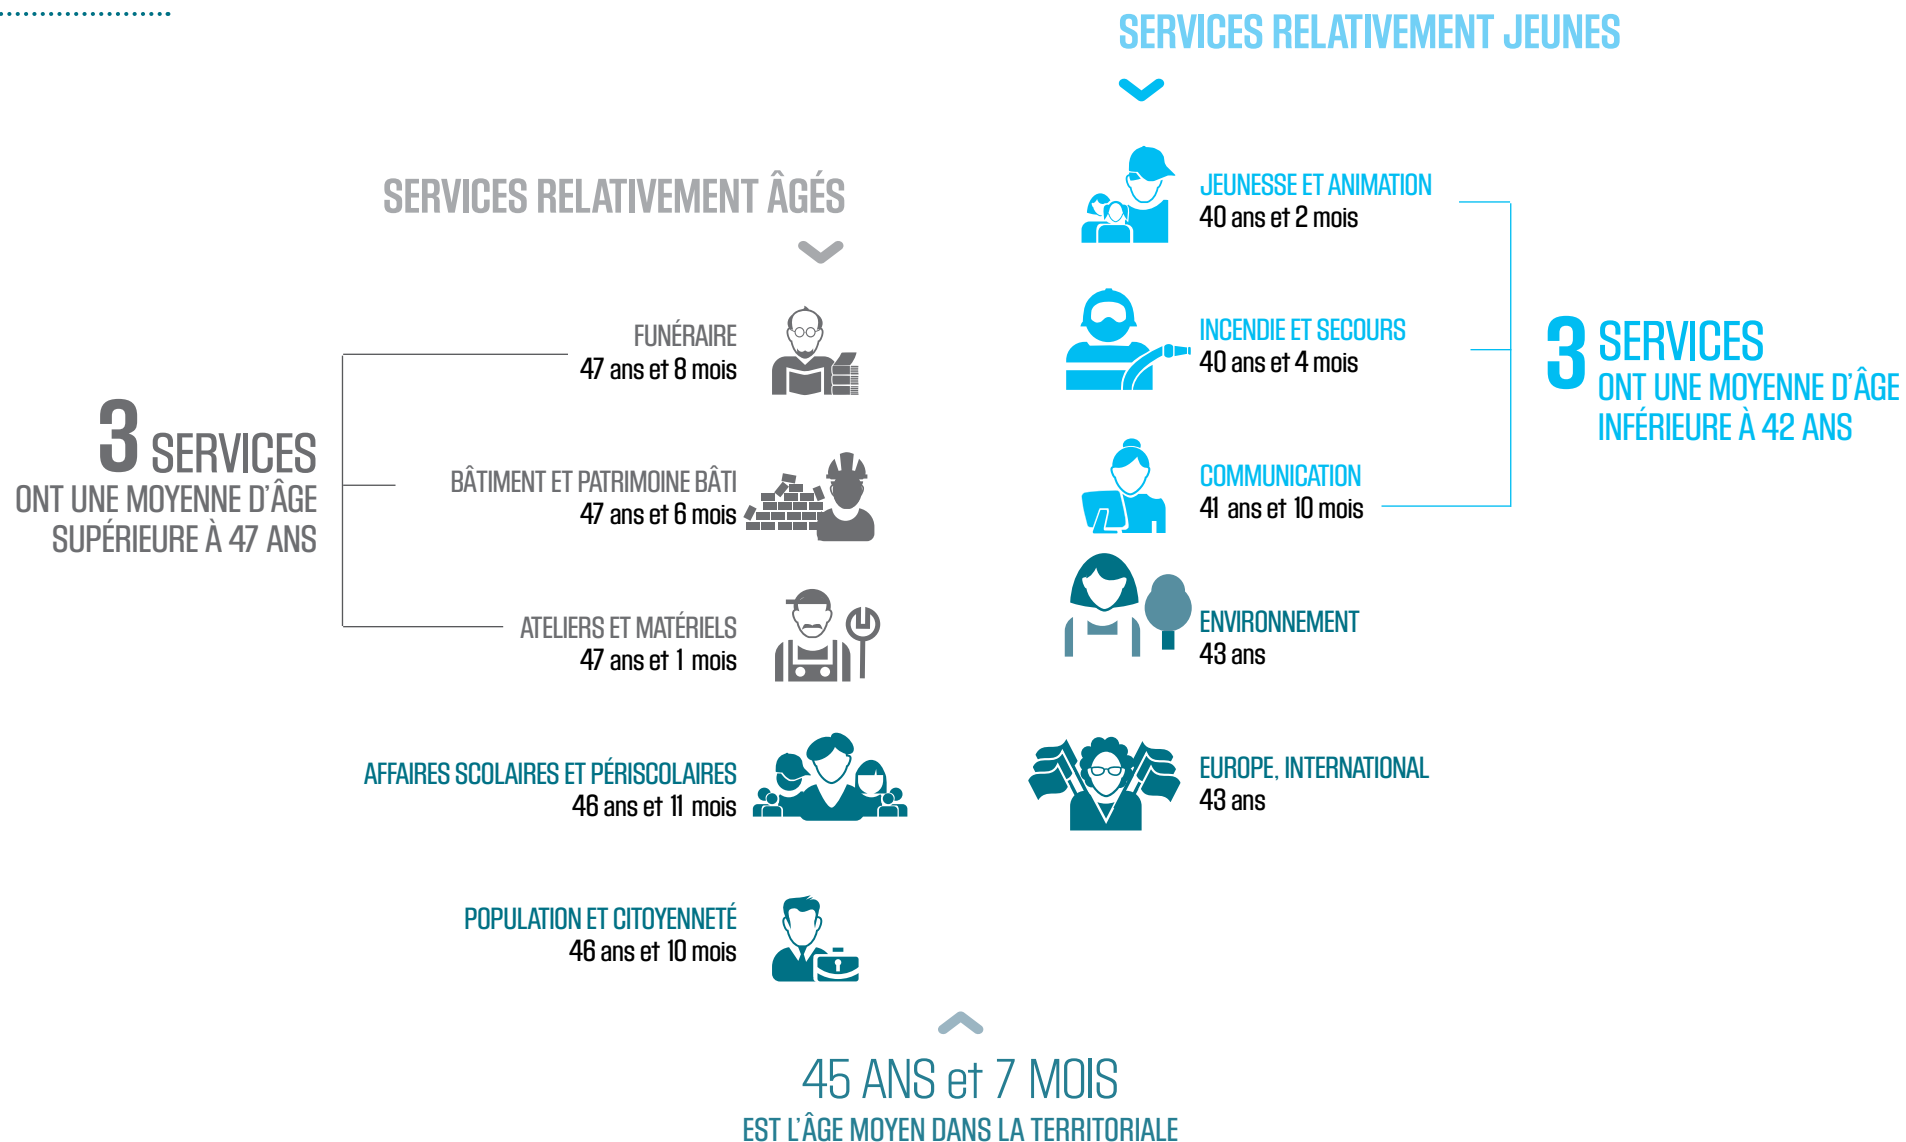 SERVICES RELATIVEMENT ÂGÉS
3 SERVICES
ONT UNE MOYENNE D'ÂGE
SUPÉRIEURE À 47 ANS
FUNÉRAIRE
47 ans et 8 mois
BÂTIMENT ET PATRIMOINE BÂTI
47 ans et 6 mois
ATELIERS ET MATÉRIELS
47 ans et 1 mois
AFFAIRES SCOLAIRES ET PÉRISCOLAIRES
46 ans et 11 mois
POPULATION ET CITOYENNETÉ
46 ans et 10 mois
SERVICES RELATIVEMENT JEUNES
JEUNESSE ET ANIMATION
40 ans et 2 mois
INCENDIE ET SECOURS
40 ans et 4 mois
COMMUNICATION
41 ans et 10 mois
3 SERVICES
ONT UNE MOYENNE D'ÂGE
INFÉRIEURE À 42 ANS
ENVIRONNEMENT
43 ans
EUROPE, INTERNATIONAL
43 ans
45 ANS et 7 MOIS
EST L'ÂGE MOYEN DANS LA TERRITORIALE